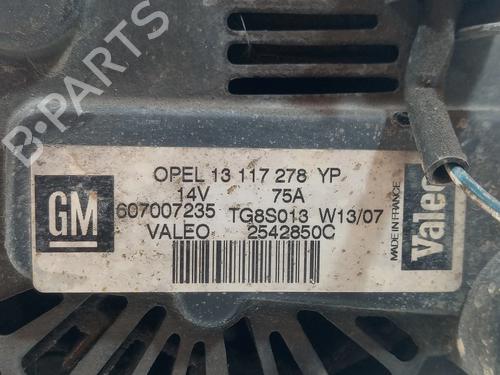 B-PARTS
OPEL 13 117 278 YP
14V 75A
GM
607007235 TG8S013 W13/07
VALEO 2542850C
MADE IN FRANCE
Valeo